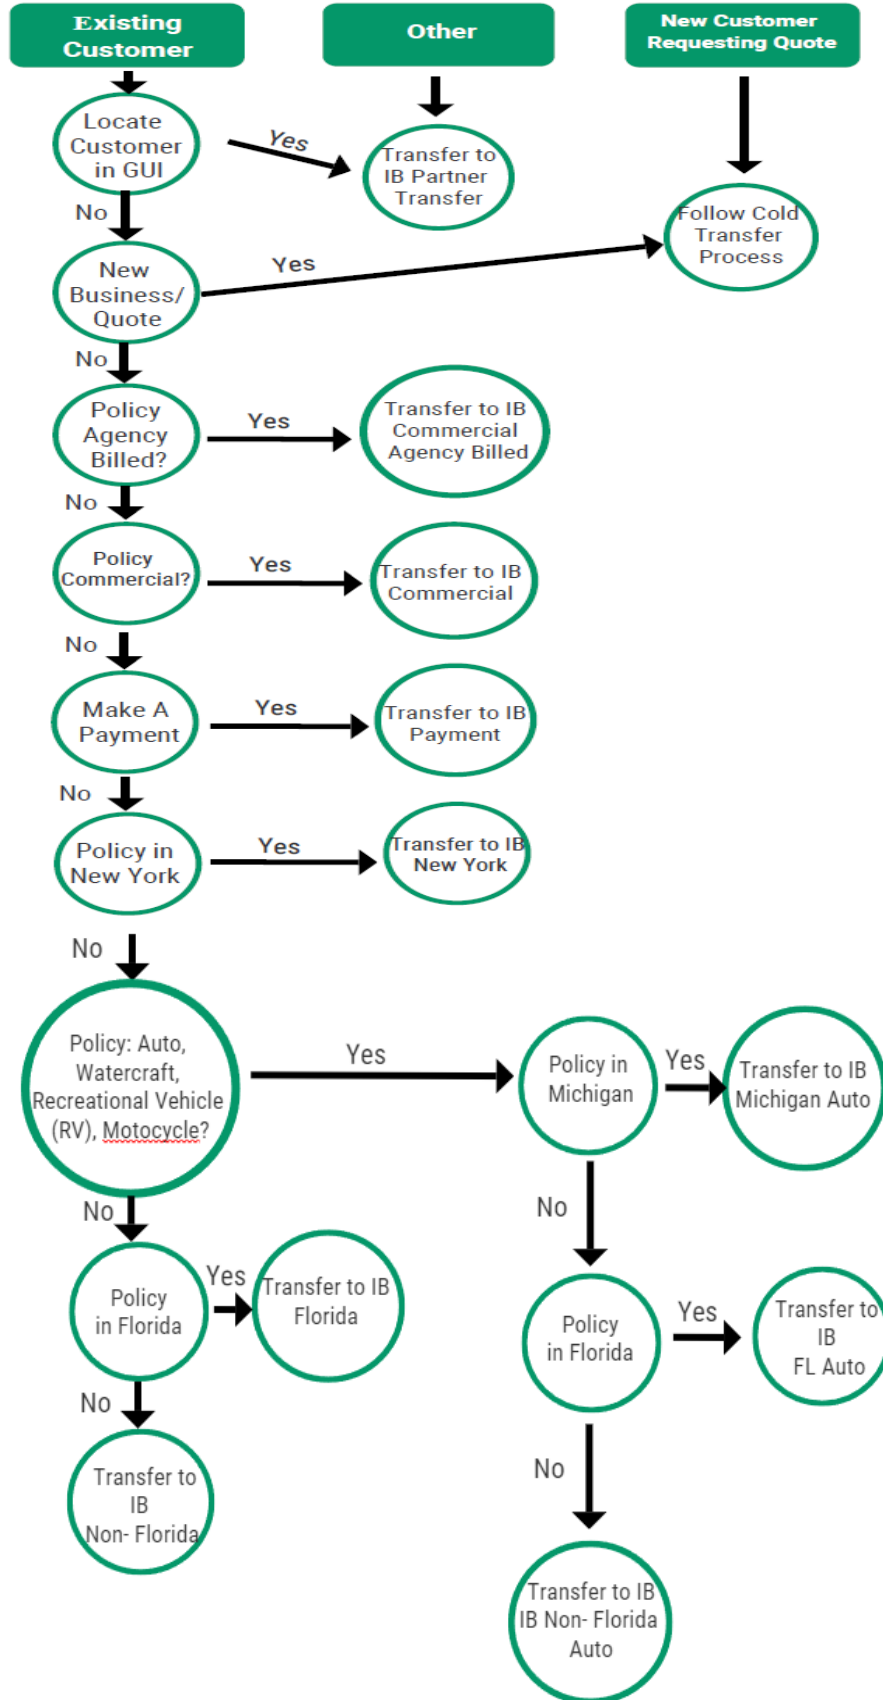 Existing
Customer
Other
New Customer
Requesting Quote
Locate
Customer
in GUI
Yes
Transfer to
IB Partner
Transfer
No
Follow Cold
Transfer
Process
New
Business/
Quote
Yes
No
Policy
Agency
Billed?
Yes
Transfer to IB
Commercial
Agency Billed
No
Policy
Commercial?
Yes
Transfer to IB
Commercial
No
Make A
Payment
Yes
Transfer to IB
Payment
No
Policy in
New York
Yes
Transfer to IB
New York
No
Policy: Auto,
Watercraft,
Recreational Vehicle
(RV), Motocycle?
Yes
Policy in
Michigan
Yes
Transfer to IB
Michigan Auto
No
No
Policy
in Florida
Yes
Transfer to IB
Florida
Policy
in Florida
Yes
Transfer to
IB
FL Auto
No
Transfer to
IB
Non- Florida
No
Transfer to IB
IB Non- Florida
Auto